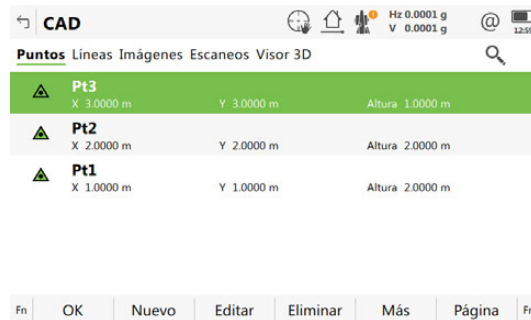 CAD
Hz 0.0001 g
V 0.0001 g
@
12:59
Puntos Líneas Imágenes Escaneos Visor 3D
Pt3
X 3.0000 m Y 3.0000 m Altura 1.0000 m
Pt2
X 2.0000 m Y 2.0000 m Altura 2.0000 m
Pt1
X 1.0000 m Y 1.0000 m Altura 2.0000 m
Fn OK Nuevo Editar Eliminar Más Página